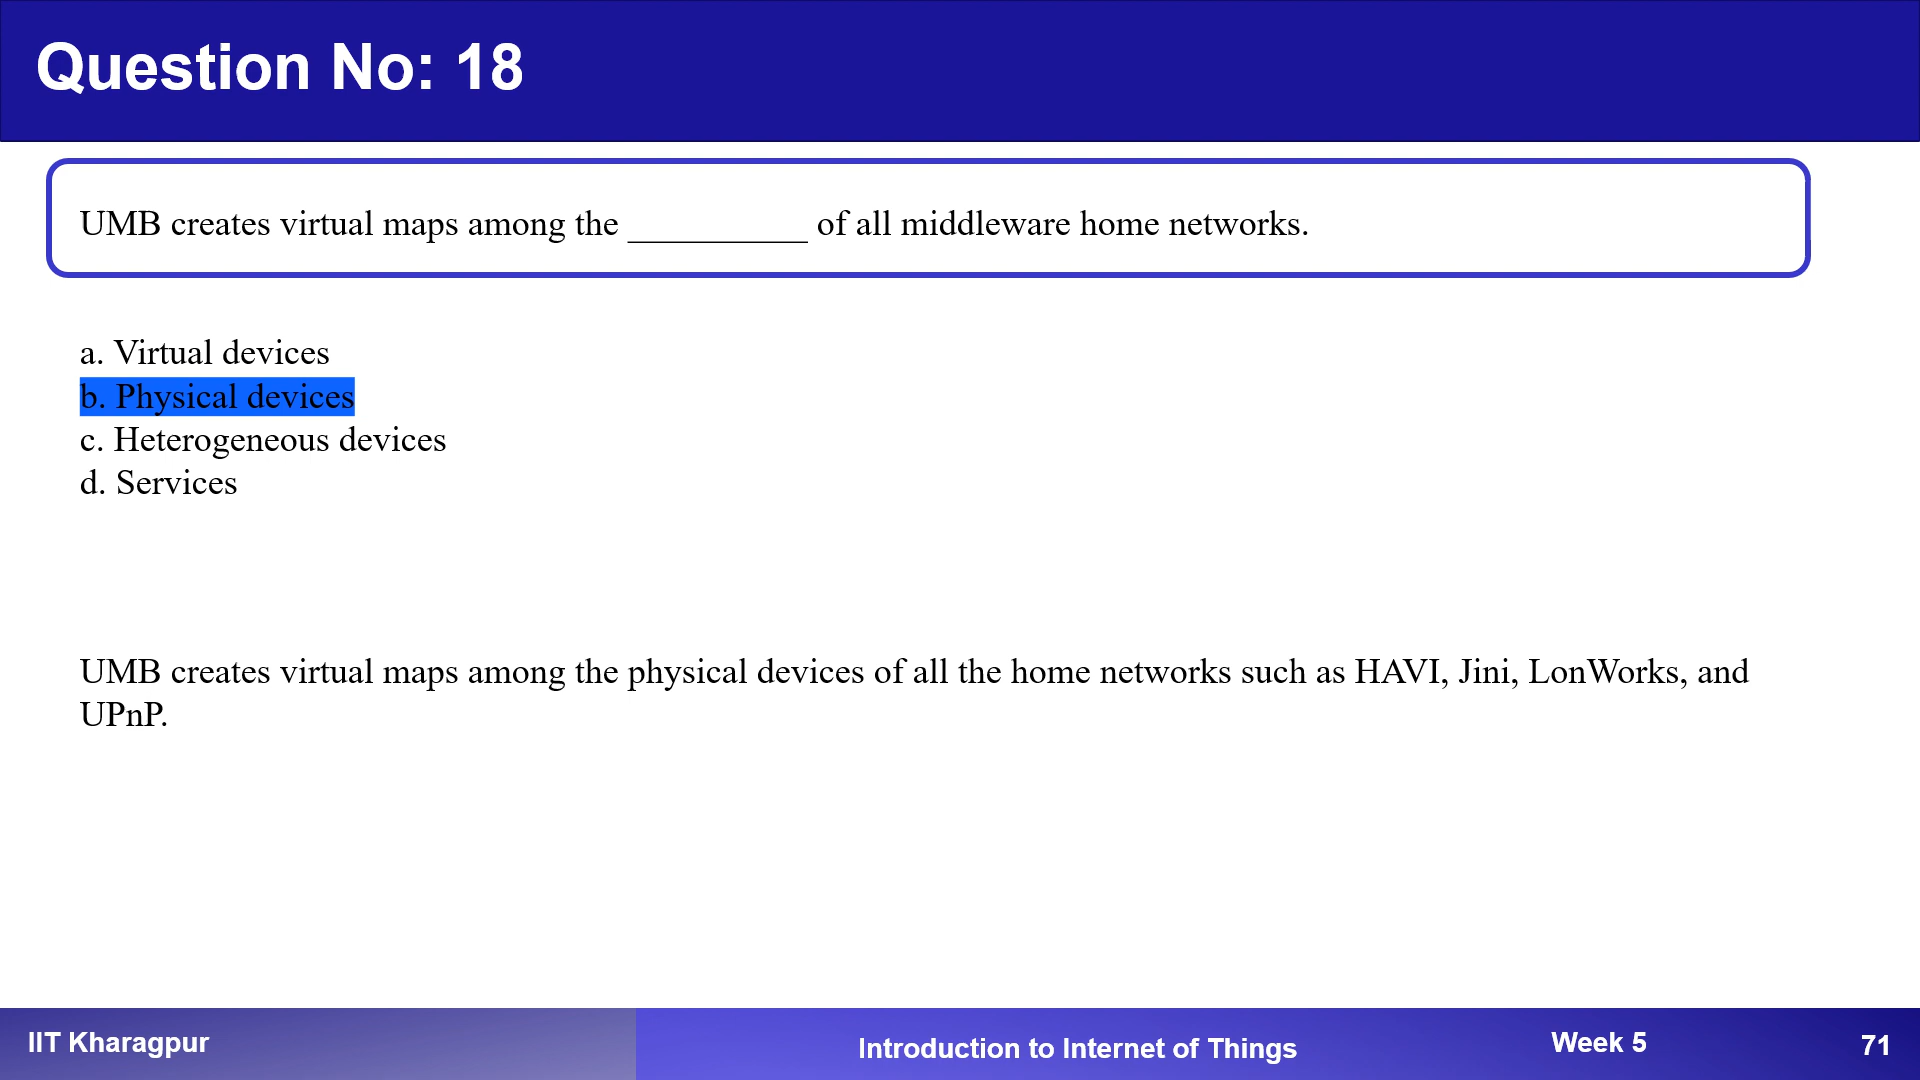 Question No: 18
UMB creates virtual maps among the __________ of all middleware home networks.
a. Virtual devices
b. Physical devices
c. Heterogeneous devices
d. Services
UMB creates virtual maps among the physical devices of all the home networks such as HAVI, Jini, LonWorks, and
UPnP.
IIT Kharagpur
Introduction to Internet of Things
Week 5
71